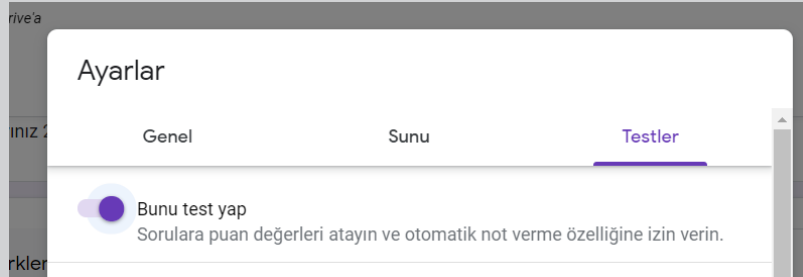 rive'a
Ayarlar
Genel Sunu Testler
Bunu test yap
Sorulara puan değerleri atayın ve otomatik not verme özelliğine izin verin.